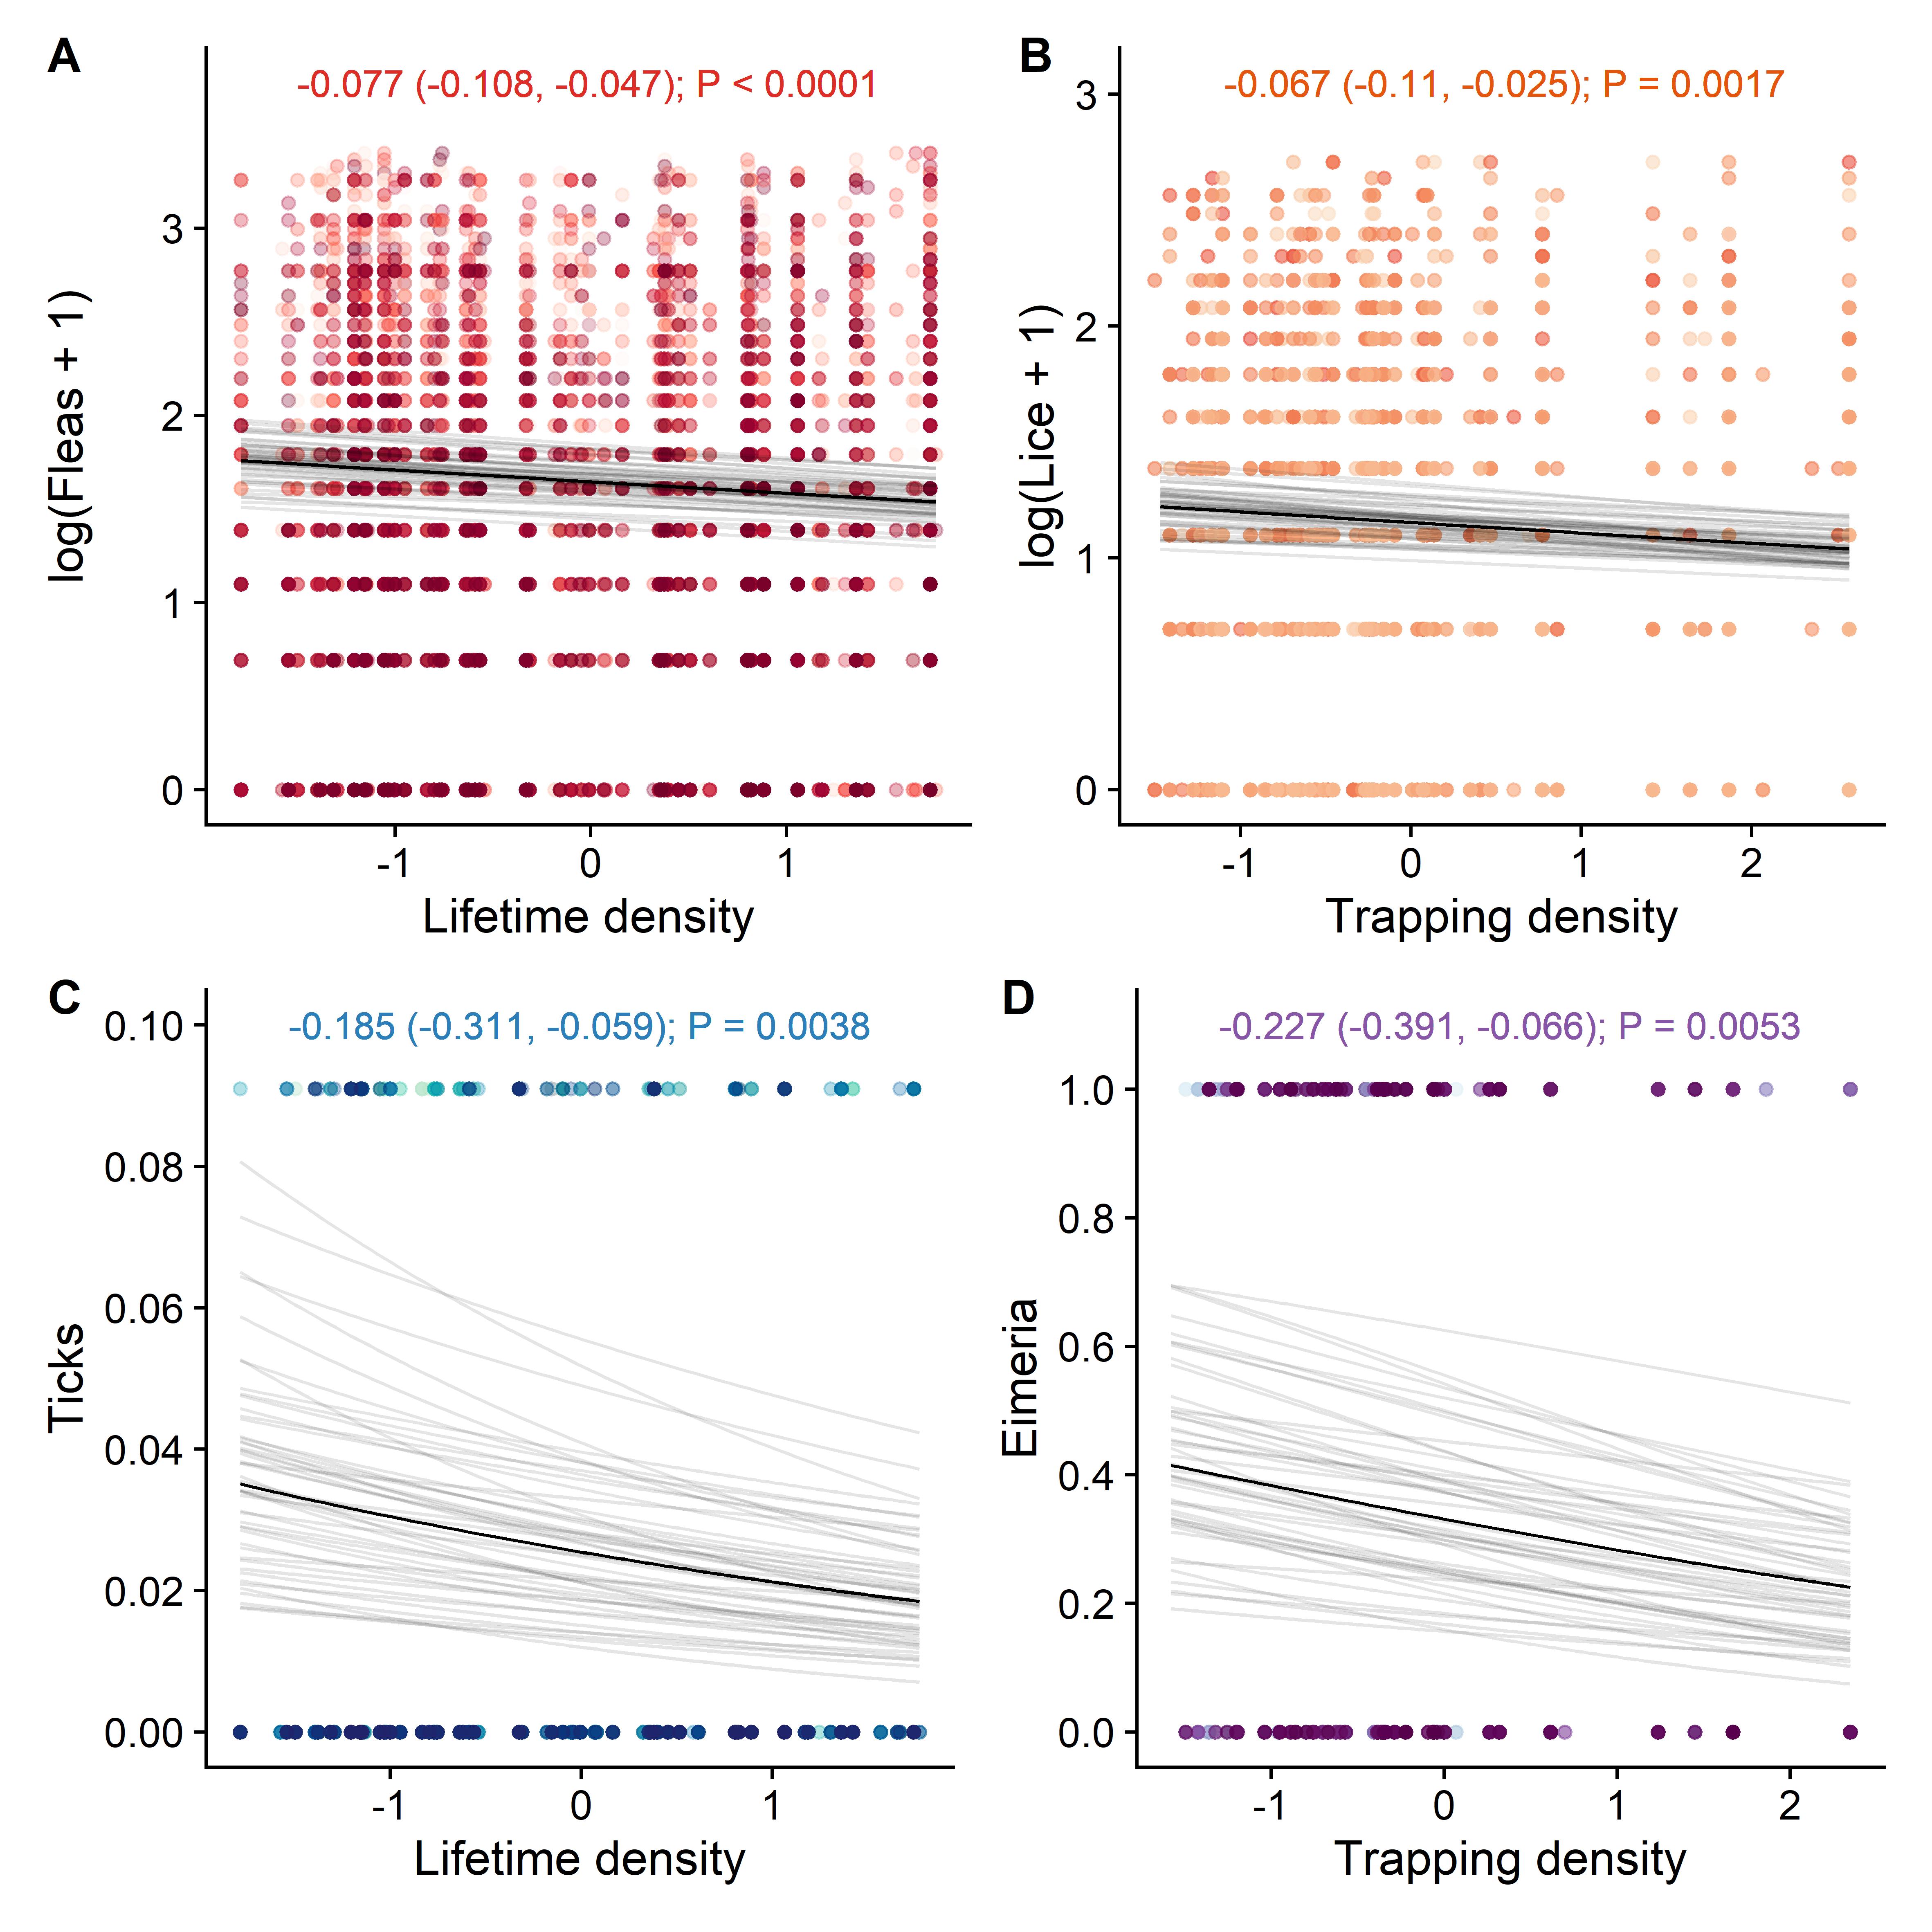 A
-0.077 (-0.108, -0.047); P < 0.0001
log(Fleas + 1)
3
2
1
0
-1 0 1
Lifetime density
B
-0.067 (-0.11, -0.025); P = 0.0017
log(Lice + 1)
3
2
1
0
-1 0 1 2
Trapping density
C
-0.185 (-0.311, -0.059); P = 0.0038
Ticks
0.10
0.08
0.06
0.04
0.02
0.00
-1 0 1
Lifetime density
D
-0.227 (-0.391, -0.066); P = 0.0053
Eimeria
1.0
0.8
0.6
0.4
0.2
0.0
-1 0 1 2
Trapping density